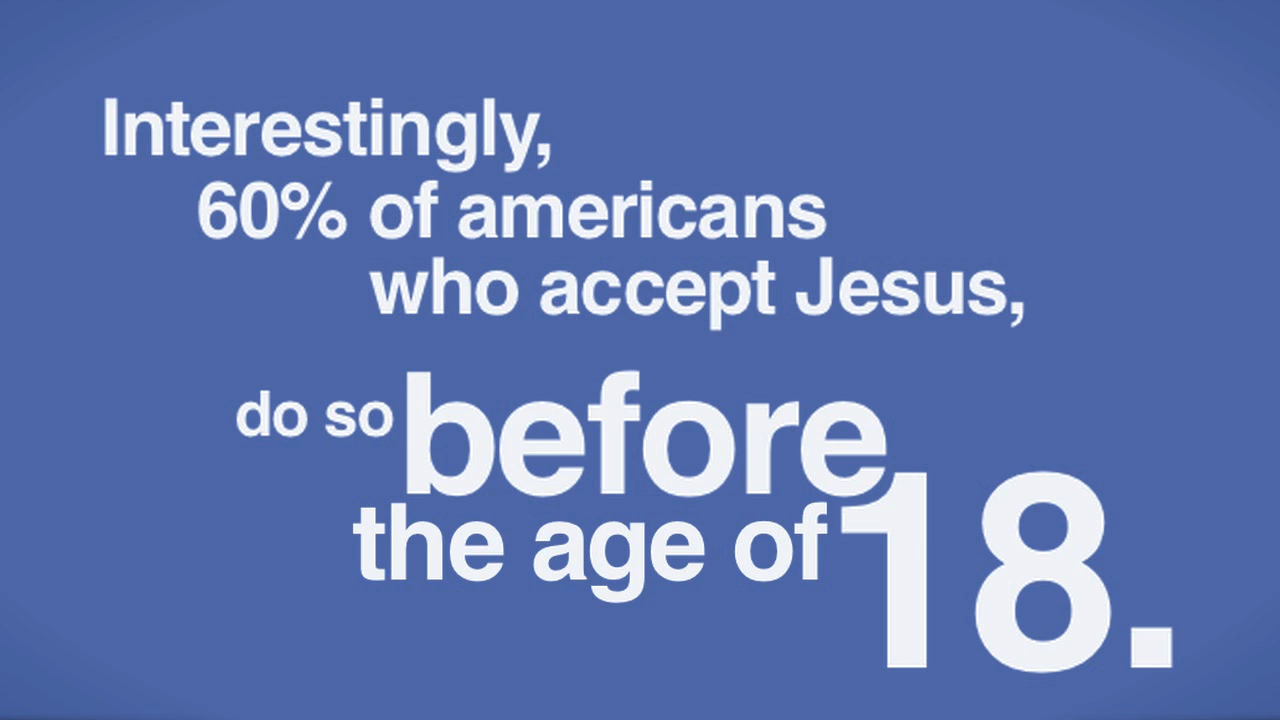 Interestingly,
60% of americans
who accept Jesus,
do so before
the age of 18.